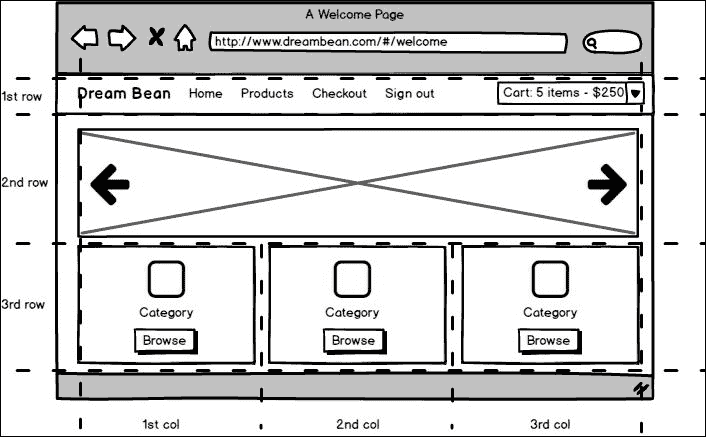 A Welcome Page
http://www.dreambean.com/#/welcome
1st row
Dream Bean Home Products Checkout Sign out Cart: 5 items - $250
2nd row
3rd row
Category Category Category
Browse Browse Browse
1st col 2nd col 3rd col